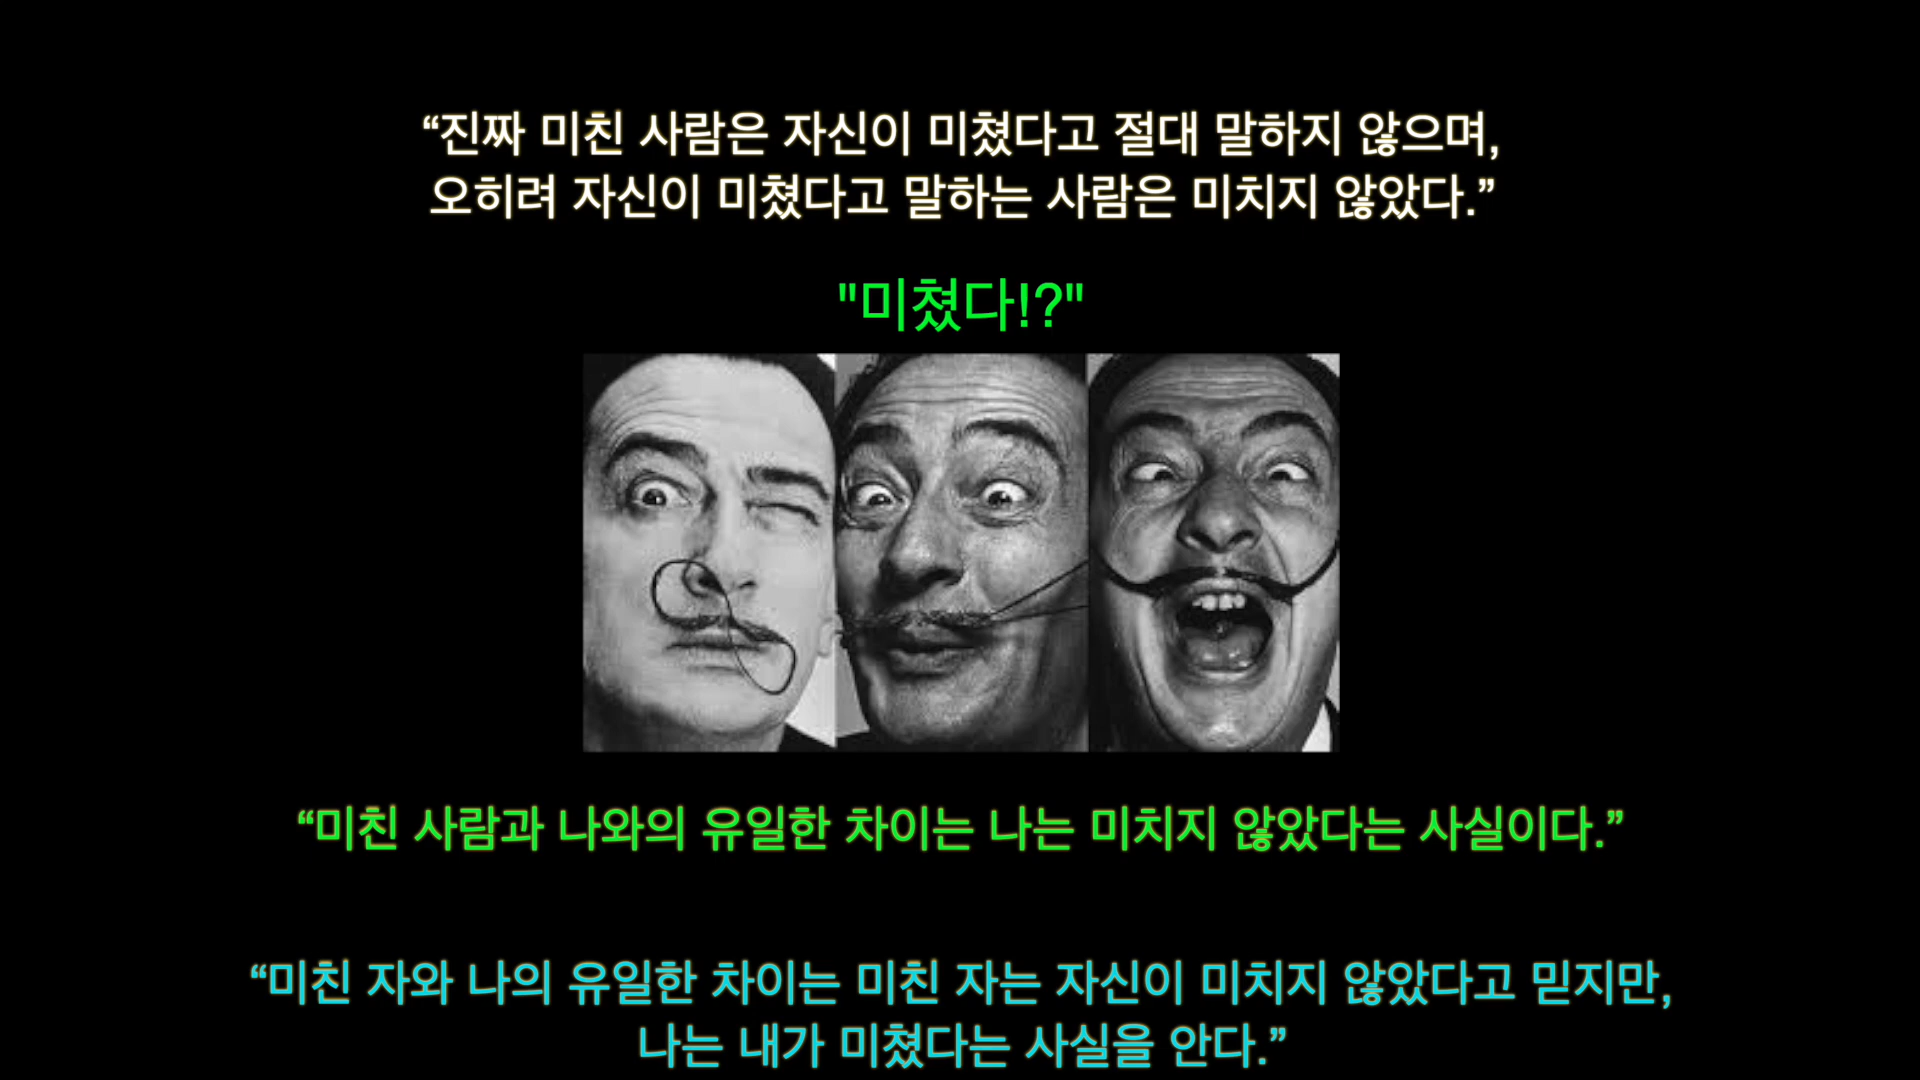 “진짜 미친 사람은 자신이 미쳤다고 절대 말하지 않으며,
오히려 자신이 미쳤다고 말하는 사람은 미치지 않았다.”
"미쳤다!?"
“미친 사람과 나와의 유일한 차이는 나는 미치지 않았다는 사실이다.”
“미친 자와 나의 유일한 차이는 미친 자는 자신이 미치지 않았다고 믿지만,
나는 내가 미쳤다는 사실을 안다.”